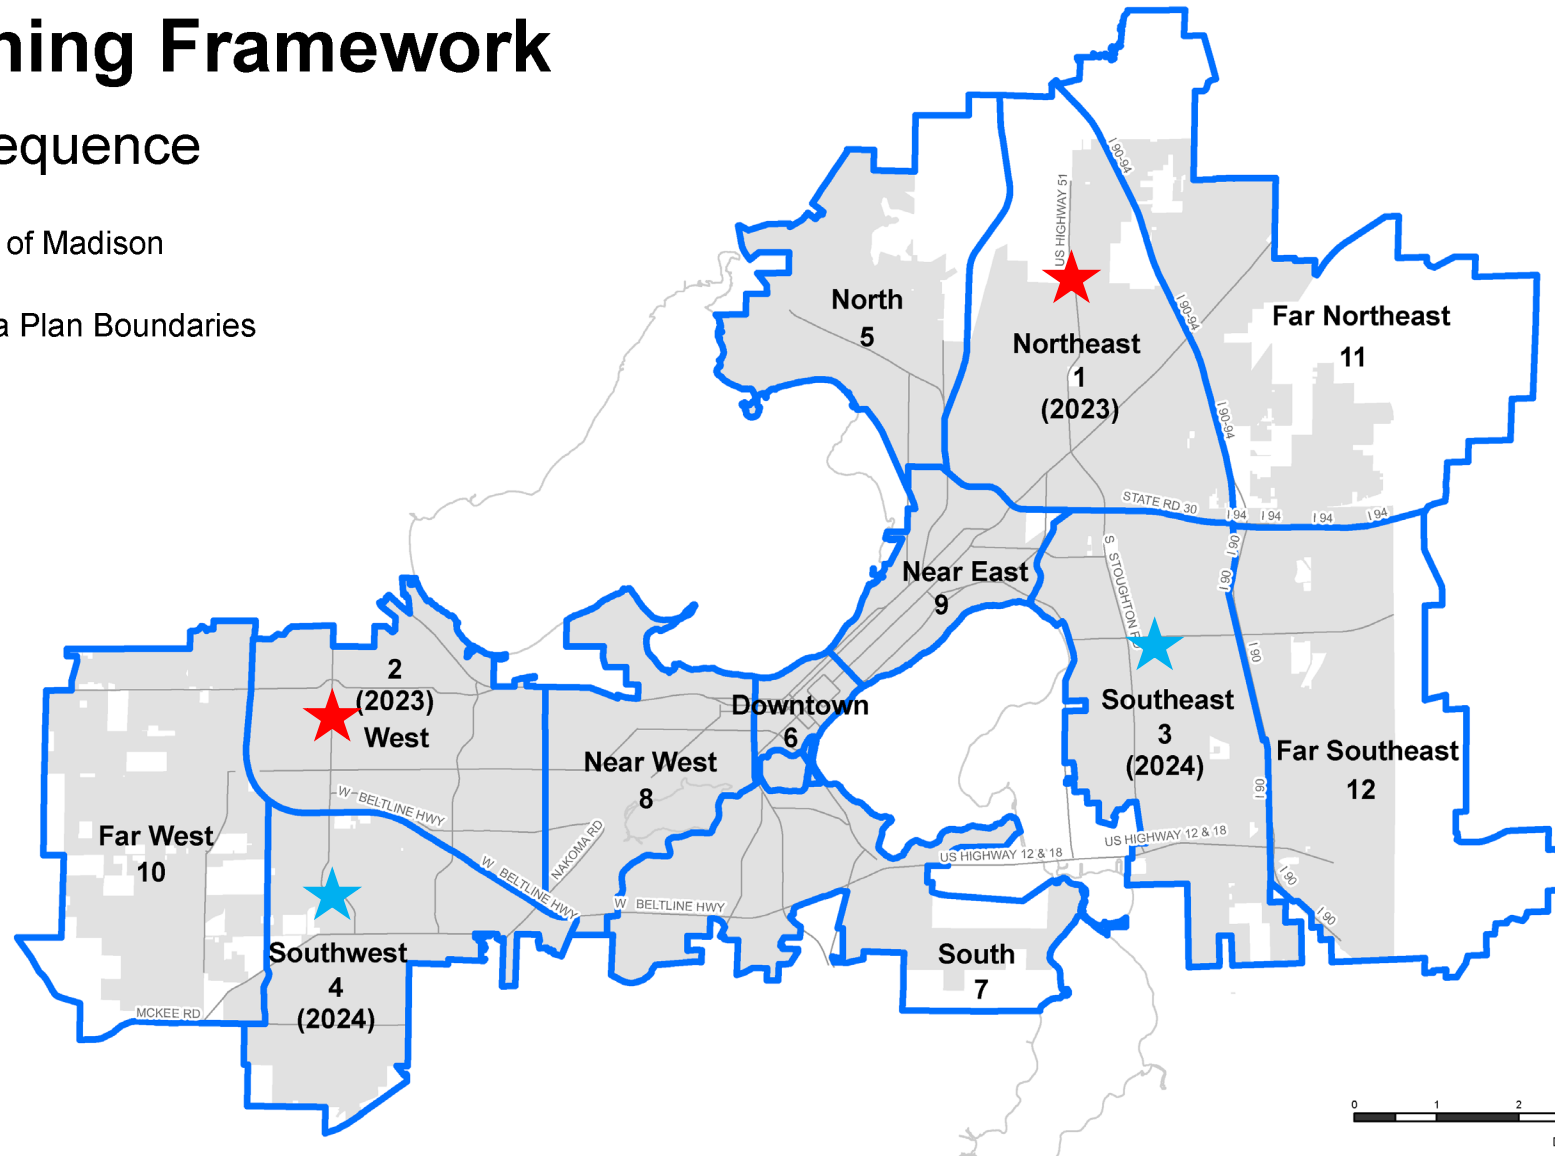 ning Framework
equence
of Madison
a Plan Boundaries
I 90-94
US HIGHWAY 51
North
5
I 90-94
Far Northeast
11
Northeast
1
(2023)
I 90-94
STATE RD 30
I 94
I 94
I 94
I 94
I 90
I 90
S STOUGHTON
Near East
9
I 90
2
(2023)
West
Downtown
6
Southeast
3
(2024)
Near West
8
Far Southeast
12
I 90
W BELTLINE HWY
Far West
10
NAKOMA RD
US HIGHWAY 12 & 18
US HIGHWAY 12 & 18
W BELTLINE HWY
W BELTLINE HWY
I 90
I 90
Southwest
4
(2024)
South
7
MCKEE RD
0 1 2